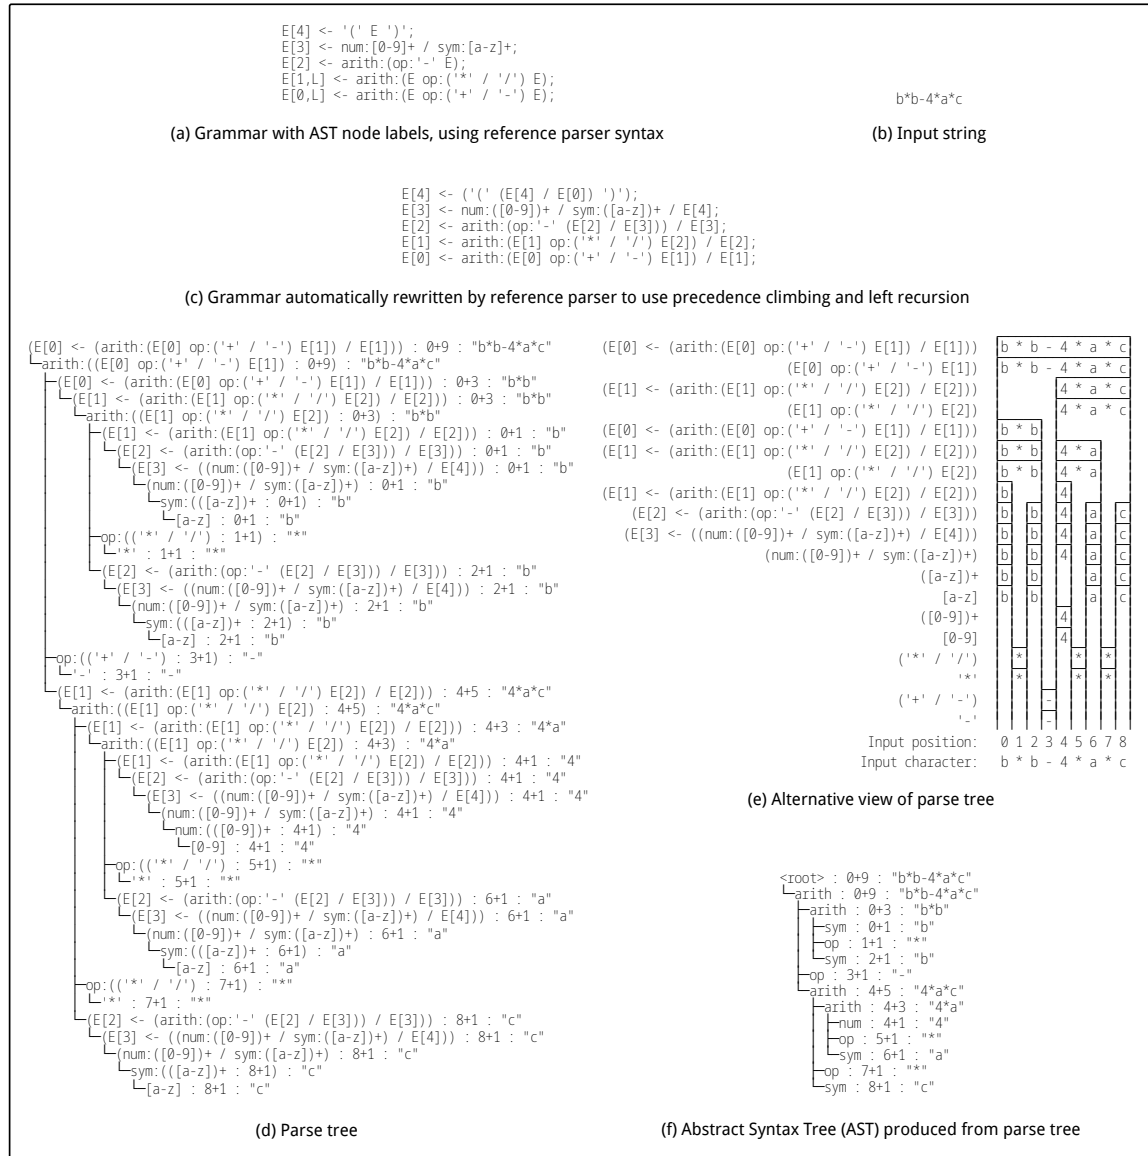 E[4] <- '(' E ')';
E[3] <- num:[0-9]+ / sym:[a-z]+;
E[2] <- arith:(op:'-' E);
E[1,L] <- arith:(E op:('*' / '/') E);
E[0,L] <- arith:(E op:('+' / '-') E);
(a) Grammar with AST node labels, using reference parser syntax
b*b-4*a*c
(b) Input string
E[4] <- ('(' (E[4] / E[0]) ')');
E[3] <- num:([0-9])+ / sym:([a-z])+ / E[4];
E[2] <- arith:(op:'-' (E[2] / E[3])) / E[3];
E[1] <- arith:(E[1] op:('*' / '/') E[2]) / E[2];
E[0] <- arith:(E[0] op:('+' / '-') E[1]) / E[1];
(c) Grammar automatically rewritten by reference parser to use precedence climbing and left recursion
(E[0] <- (arith:(E[0] op:('+' / '-') E[1]) / E[1])) : 0+9 : "b*b-4*a*c"
└─arith:((E[0] op:('+' / '-') E[1]) : 0+9) : "b*b-4*a*c"
├─(E[0] <- (arith:(E[0] op:('+' / '-') E[1]) / E[1])) : 0+3 : "b*b"
│ └─(E[1] <- (arith:(E[1] op:('*' / '/') E[2]) / E[2])) : 0+3 : "b*b"
│ └─arith:((E[1] op:('*' / '/') E[2]) : 0+3) : "b*b"
│ ├─(E[1] <- (arith:(E[1] op:('*' / '/') E[2]) / E[2])) : 0+1 : "b"
│ │ └─(E[2] <- (arith:(op:'-' (E[2] / E[3])) / E[3])) : 0+1 : "b"
│ │ └─(E[3] <- ((num:([0-9])+ / sym:([a-z])+) / E[4])) : 0+1 : "b"
│ │ └─(num:([0-9])+ / sym:([a-z])+) : 0+1 : "b"
│ │ └─sym:(([a-z])+ : 0+1) : "b"
│ │ └─[a-z] : 0+1 : "b"
│ ├─op:(('*' / '/') : 1+1) : "*"
│ │ └─'*' : 1+1 : "*"
│ └─(E[2] <- (arith:(op:'-' (E[2] / E[3])) / E[3])) : 2+1 : "b"
│ └─(E[3] <- ((num:([0-9])+ / sym:([a-z])+) / E[4])) : 2+1 : "b"
│ └─(num:([0-9])+ / sym:([a-z])+) : 2+1 : "b"
│ └─sym:(([a-z])+ : 2+1) : "b"
│ └─[a-z] : 2+1 : "b"
├─op:(('+' / '-') : 3+1) : "-"
│ └─'-' : 3+1 : "-"
└─(E[1] <- (arith:(E[1] op:('*' / '/') E[2]) / E[2])) : 4+5 : "4*a*c"
└─arith:((E[1] op:('*' / '/') E[2]) : 4+5) : "4*a*c"
├─(E[1] <- (arith:(E[1] op:('*' / '/') E[2]) / E[2])) : 4+3 : "4*a"
│ └─arith:((E[1] op:('*' / '/') E[2]) : 4+3) : "4*a"
│ ├─(E[1] <- (arith:(E[1] op:('*' / '/') E[2]) / E[2])) : 4+1 : "4"
│ │ └─(E[2] <- (arith:(op:'-' (E[2] / E[3])) / E[3])) : 4+1 : "4"
│ │ └─(E[3] <- ((num:([0-9])+ / sym:([a-z])+) / E[4])) : 4+1 : "4"
│ │ └─(num:([0-9])+ / sym:([a-z])+) : 4+1 : "4"
│ │ └─num:(([0-9])+ : 4+1) : "4"
│ │ └─[0-9] : 4+1 : "4"
│ ├─op:(('*' / '/') : 5+1) : "*"
│ │ └─'*' : 5+1 : "*"
│ └─(E[2] <- (arith:(op:'-' (E[2] / E[3])) / E[3])) : 6+1 : "a"
│ └─(E[3] <- ((num:([0-9])+ / sym:([a-z])+) / E[4])) : 6+1 : "a"
│ └─(num:([0-9])+ / sym:([a-z])+) : 6+1 : "a"
│ └─sym:(([a-z])+ : 6+1) : "a"
│ └─[a-z] : 6+1 : "a"
├─op:(('*' / '/') : 7+1) : "*"
│ └─'*' : 7+1 : "*"
└─(E[2] <- (arith:(op:'-' (E[2] / E[3])) / E[3])) : 8+1 : "c"
└─(E[3] <- ((num:([0-9])+ / sym:([a-z])+) / E[4])) : 8+1 : "c"
└─(num:([0-9])+ / sym:([a-z])+) : 8+1 : "c"
└─sym:(([a-z])+ : 8+1) : "c"
└─[a-z] : 8+1 : "c"
(d) Parse tree
(E[0] <- (arith:(E[0] op:('+' / '-') E[1]) / E[1])) b * b - 4 * a * c
(E[0] op:('+' / '-') E[1]) b * b - 4 * a * c
(E[1] <- (arith:(E[1] op:('*' / '/') E[2]) / E[2])) 4 * a * c
(E[1] op:('*' / '/') E[2]) 4 * a * c
(E[0] <- (arith:(E[0] op:('+' / '-') E[1]) / E[1])) b * b
(E[1] <- (arith:(E[1] op:('*' / '/') E[2]) / E[2])) b * b 4 * a
(E[1] op:('*' / '/') E[2]) b * b 4 * a
(E[1] <- (arith:(E[1] op:('*' / '/') E[2]) / E[2])) b 4
(E[2] <- (arith:(op:'-' (E[2] / E[3])) / E[3])) b b 4 a c
(E[3] <- ((num:([0-9])+ / sym:([a-z])+) / E[4])) b b 4 a c
(num:([0-9])+ / sym:([a-z])+) b b 4 a c
([a-z])+ b b a c
[a-z] b b a c
([0-9])+ 4
[0-9] 4
('*' / '/') * * *
'*' * * *
('+' / '-') -
'-' -
Input position: 0 1 2 3 4 5 6 7 8
Input character: b * b - 4 * a * c
(e) Alternative view of parse tree
<root> : 0+9 : "b*b-4*a*c"
└─arith : 0+9 : "b*b-4*a*c"
├─arith : 0+3 : "b*b"
│ ├─sym : 0+1 : "b"
│ ├─op : 1+1 : "*"
│ └─sym : 2+1 : "b"
├─op : 3+1 : "-"
└─arith : 4+5 : "4*a*c"
├─arith : 4+3 : "4*a"
│ ├─num : 4+1 : "4"
│ ├─op : 5+1 : "*"
│ └─sym : 6+1 : "a"
├─op : 7+1 : "*"
└─sym : 8+1 : "c"
(f) Abstract Syntax Tree (AST) produced from parse tree